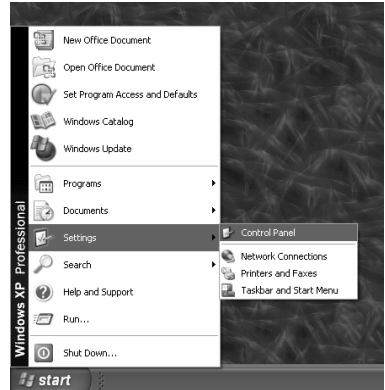 New Office Document
Open Office Document
Set Program Access and Defaults
Windows Catalog
Windows Update
Programs
Documents
Settings
Search
Help and Support
Run...
Shut Down...
Control Panel
Network Connections
Printers and Faxes
Taskbar and Start Menu
Windows XP Professional
start